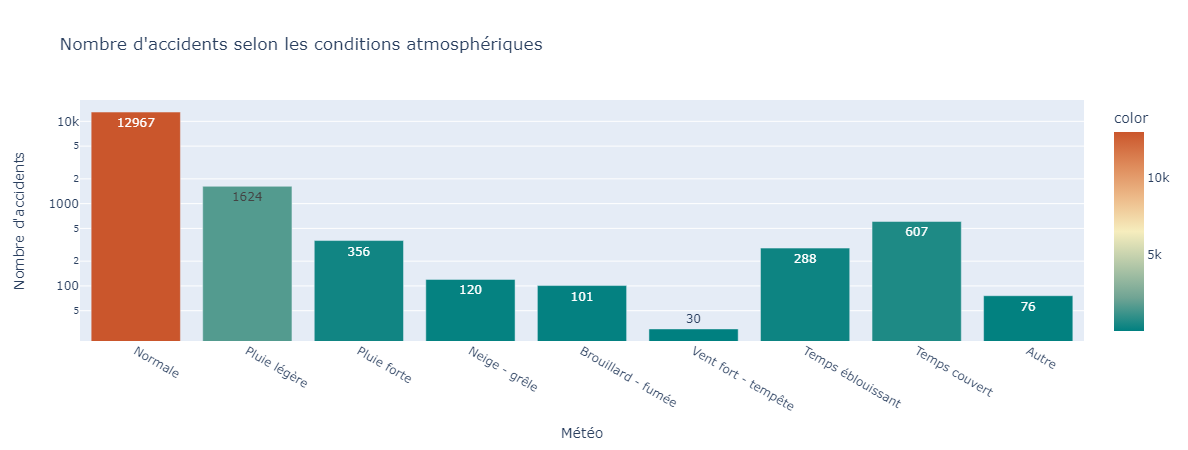 Nombre d'accidents selon les conditions atmosphériques
Nombre d'accidents
10k
5
2
1000
5
2
100
5
12967
1624
356
120
101
30
288
607
76
Normale
Pluie légère
Pluie forte
Neige - grêle
Brouillard - fumée
Vent fort - tempête
Temps éblouissant
Temps couvert
Autre
Météo
color
10k
5k